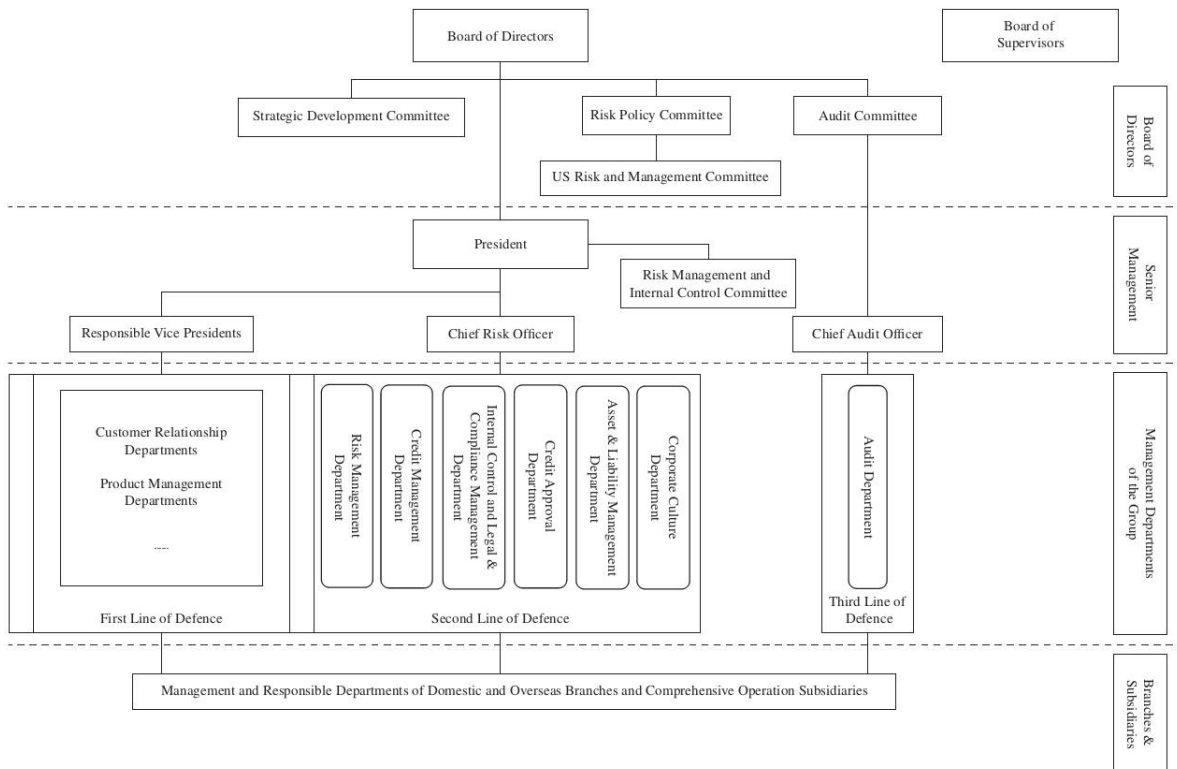 Board of Directors
Board of
Supervisors
Strategic Development Committee
Risk Policy Committee
Audit Committee
US Risk and Management Committee
Board of
Directors
President
Risk Management and
Internal Control Committee
Responsible Vice Presidents
Chief Risk Officer
Chief Audit Officer
Senior
Management
Customer Relationship
Departments
Product Management
Departments
......
First Line of Defence
Risk Management
Department
Credit Management
Department
Internal Control and Legal &
Compliance Management
Department
Credit Approval
Department
Asset & Liability Management
Department
Corporate Culture
Department
Second Line of Defence
Audit Department
Third Line of
Defence
Management Departments
of the Group
Management and Responsible Departments of Domestic and Overseas Branches and Comprehensive Operation Subsidiaries
Branches &
Subsidiaries